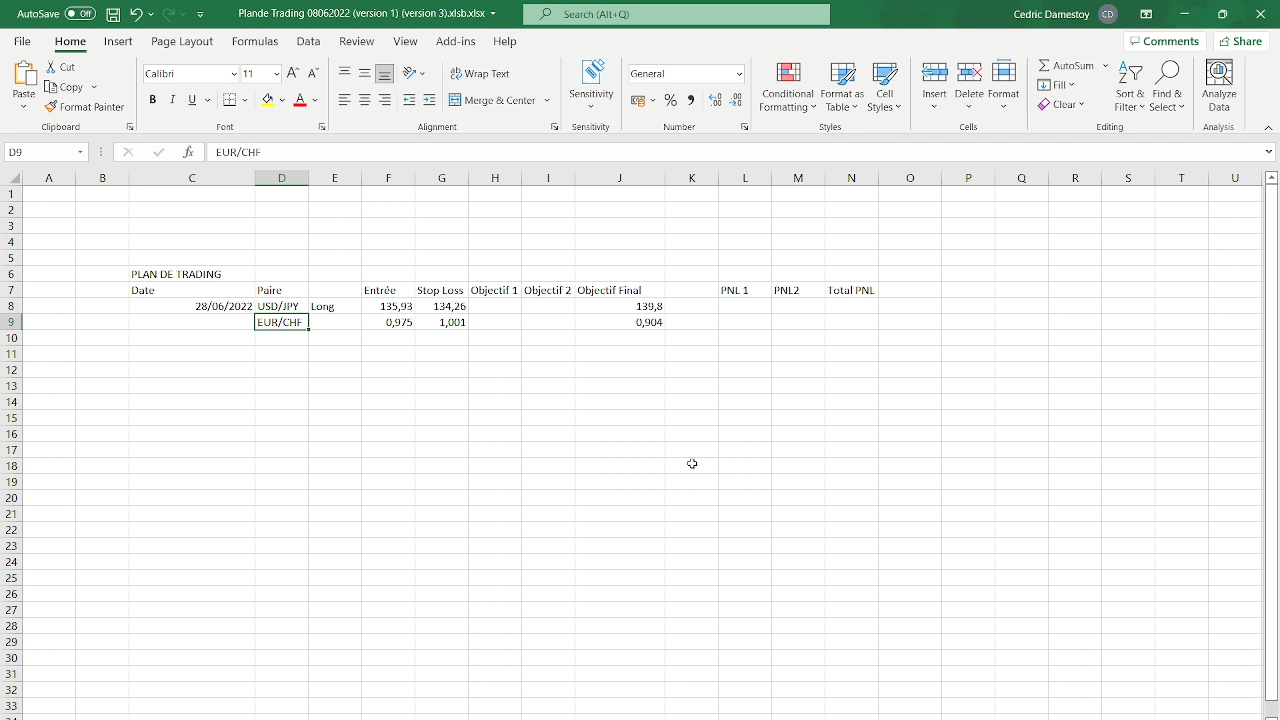 AutoSave Off Plande Trading 08062022 (version 1) (version 3).xlsb.xlsx Search (Alt+Q) Cedric Damestoy CD
File Home Insert Page Layout Formulas Data Review View Add-ins Help Comments Share
Paste Cut Copy Format Painter Clipboard
Calibri 11 B I U A Font
Wrap Text Merge & Center Alignment
Sensitivity Sensitivity
General % Number
Conditional Formatting Format as Table Cell Styles Styles
Insert Delete Format Cells
AutoSum Fill Clear Sort & Filter Find & Select Editing
Analyze Data Analysis
D9 fx EUR/CHF
A B C D E F G H I J K L M N O P Q R S T U
1
2
3
4
5
6 PLAN DE TRADING
7 Date Paire Entrée Stop Loss Objectif 1 Objectif 2 Objectif Final PNL 1 PNL2 Total PNL
8 28/06/2022 USD/JPY Long 135,93 134,26 139,8
9 EUR/CHF 0,975 1,001 0,904
10
11
12
13
14
15
16
17
18
19
20
21
22
23
24
25
26
27
28
29
30
31
32
33